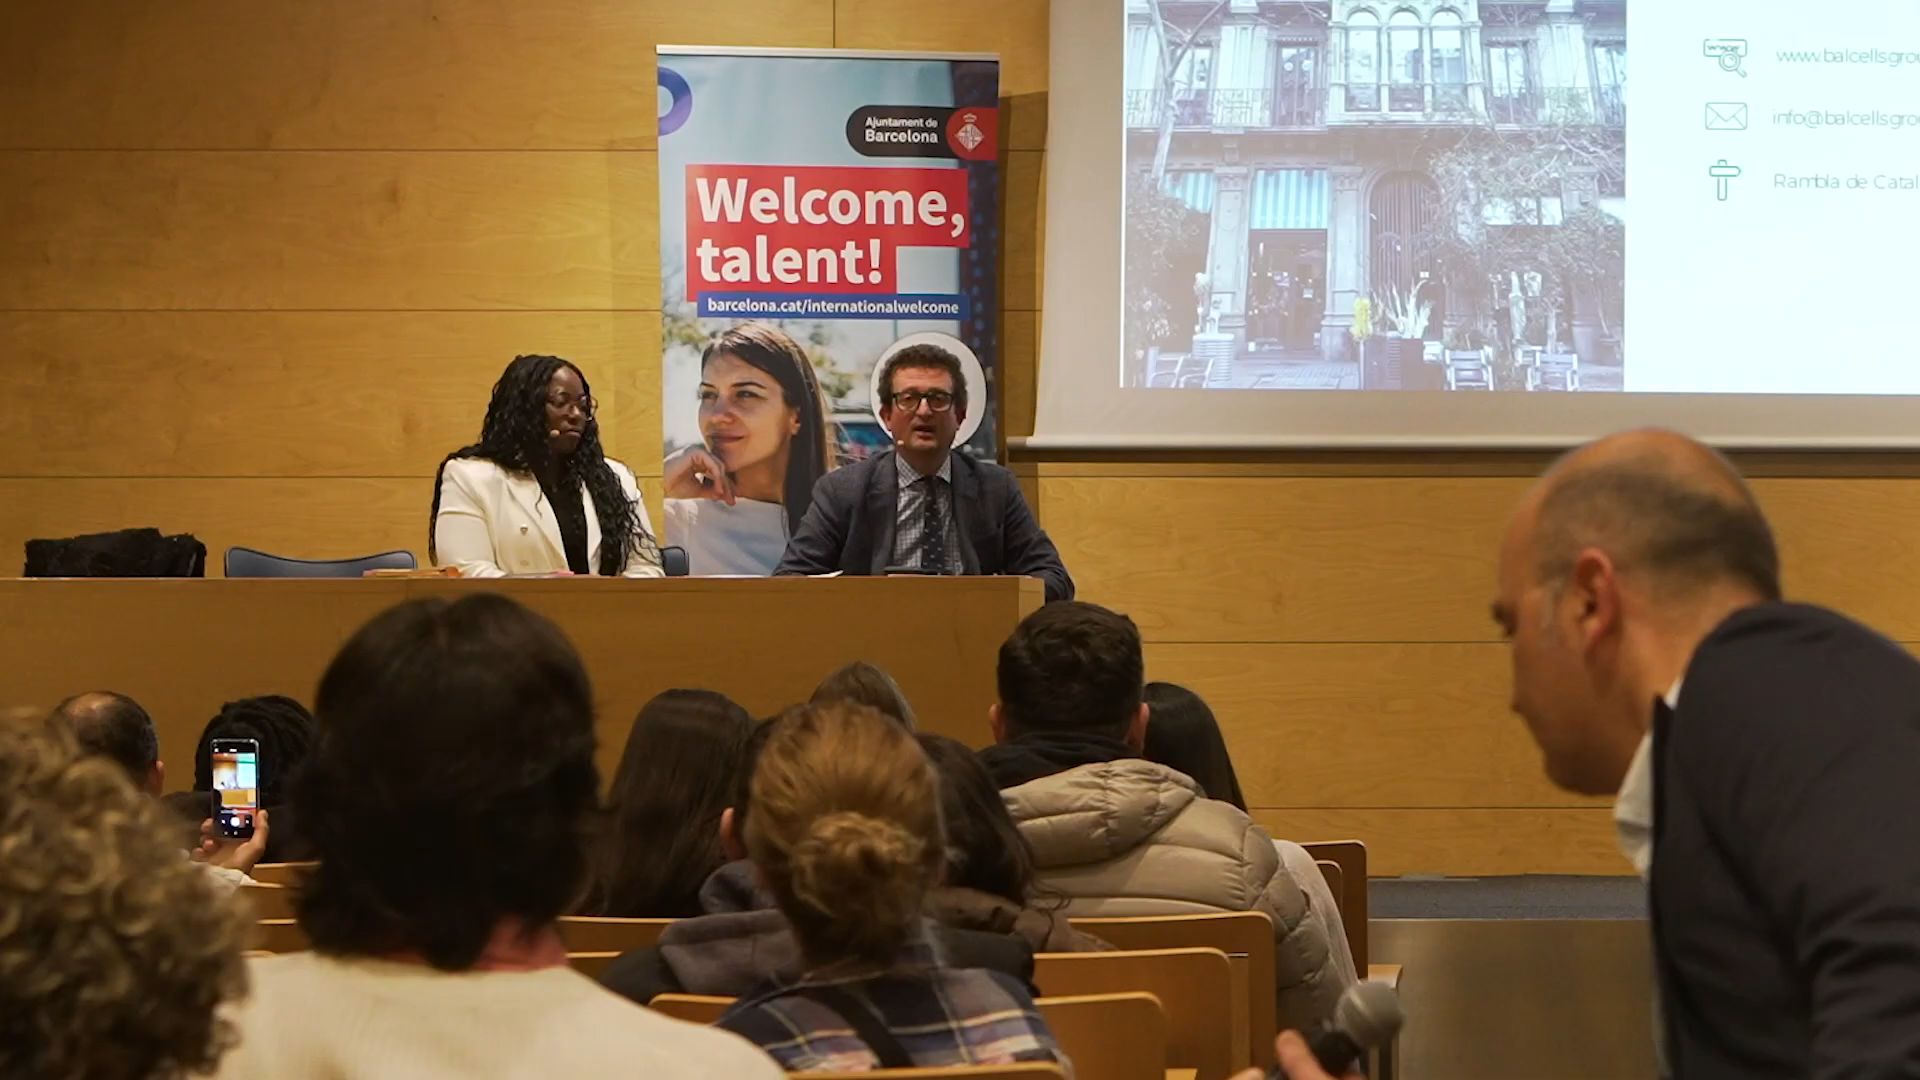 Ajuntament de
Barcelona
Welcome,
talent!
barcelona.cat/internationalwelcome
www.balcellsgro
info@balcellsgro
Rambla de Catal